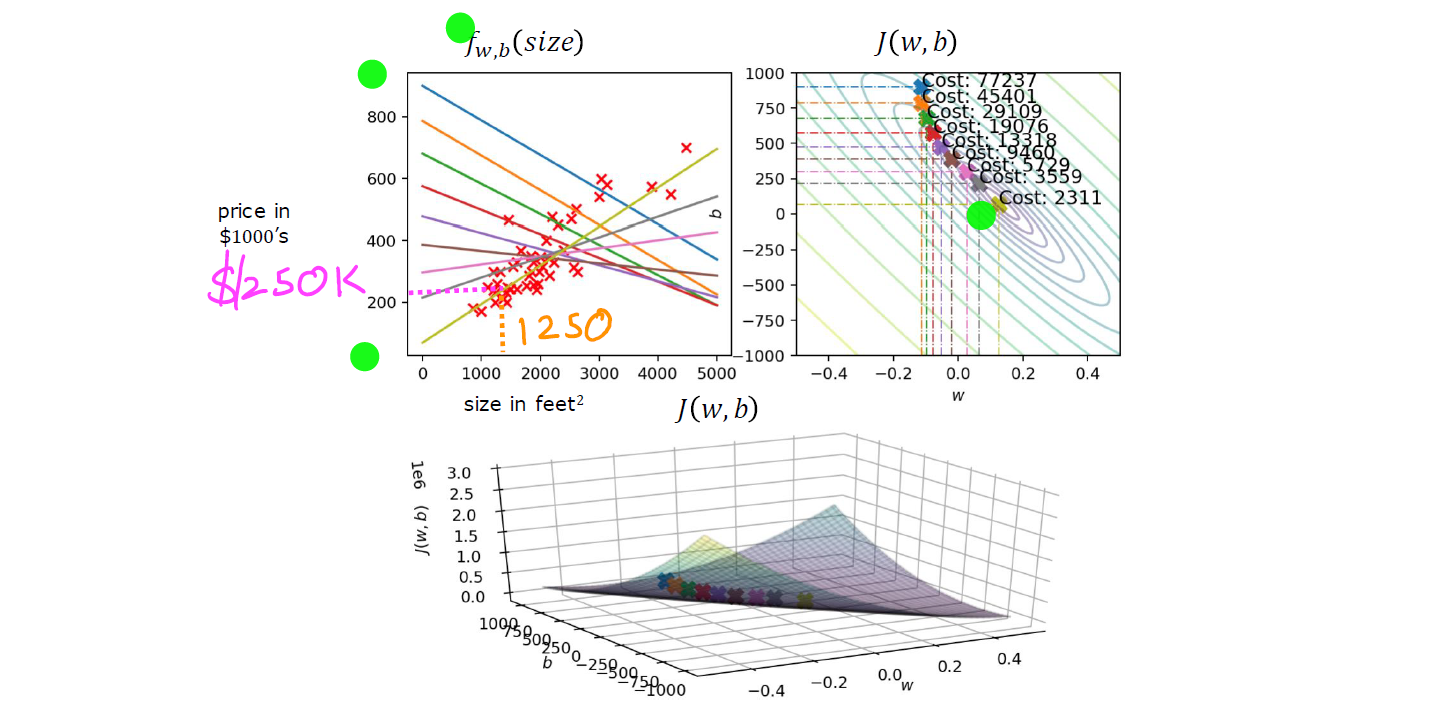 f_{w,b}(size)
J(w,b)
800
600
400
200
price in
$1000's
$250K
1250
0 1000 2000 3000 4000 5000
size in feet²
1000
750
500
250
0
−250
−500
−750
−1000
b
Cost: 77237
Cost: 45401
Cost: 29109
Cost: 19076
Cost: 13318
Cost: 9460
Cost: 5729
Cost: 3559
Cost: 2311
−0.4 −0.2 0.0 0.2 0.4
w
J(w,b)
1e6
J(w,b)
3.0
2.5
2.0
1.5
1.0
0.5
0.0
1000
750
500
250
0
−250
−500
−750
−1000
b
−0.4 −0.2 0.0 0.2 0.4
w